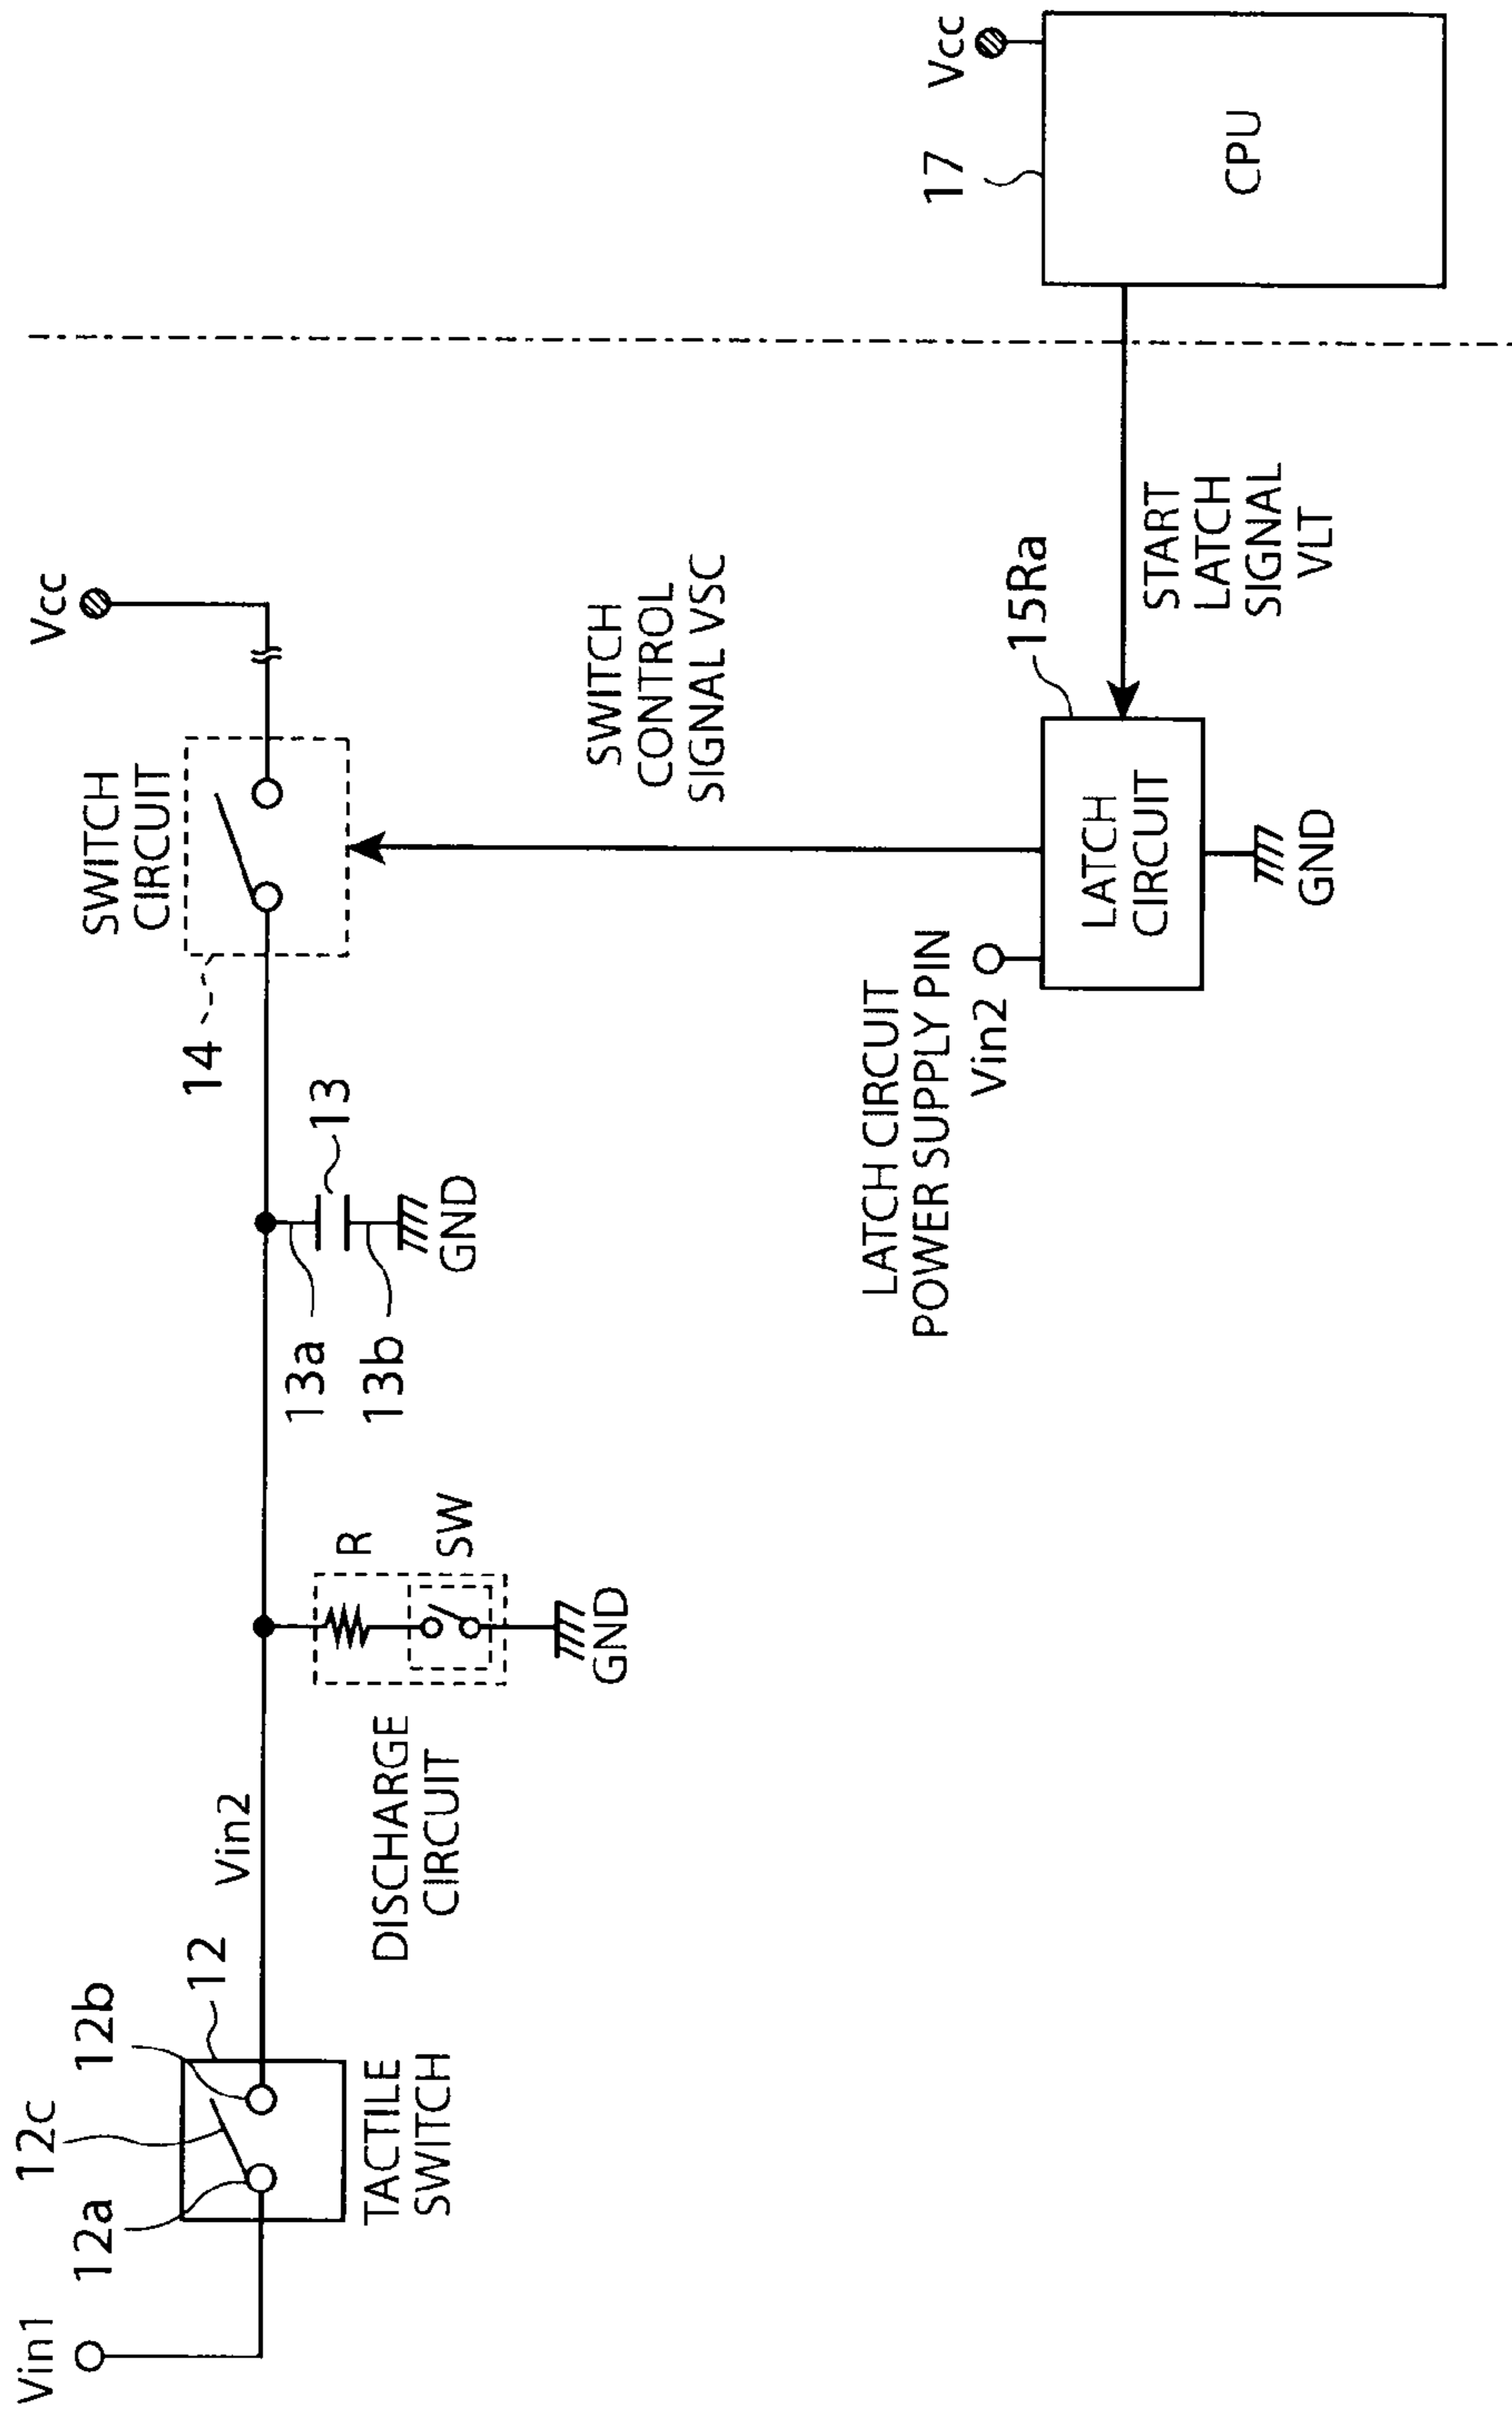 Vin1
12a
12c
12b
12
TACTILE
SWITCH
Vin2
DISCHARGE
CIRCUIT
R
SW
GND
13a
13b
13
GND
14
SWITCH
CIRCUIT
Vcc
SWITCH
CONTROL
SIGNAL VSC
LATCH CIRCUIT
POWER SUPPLY PIN
Vin2
LATCH
CIRCUIT
15Ra
GND
START
LATCH
SIGNAL
VLT
17
Vcc
CPU